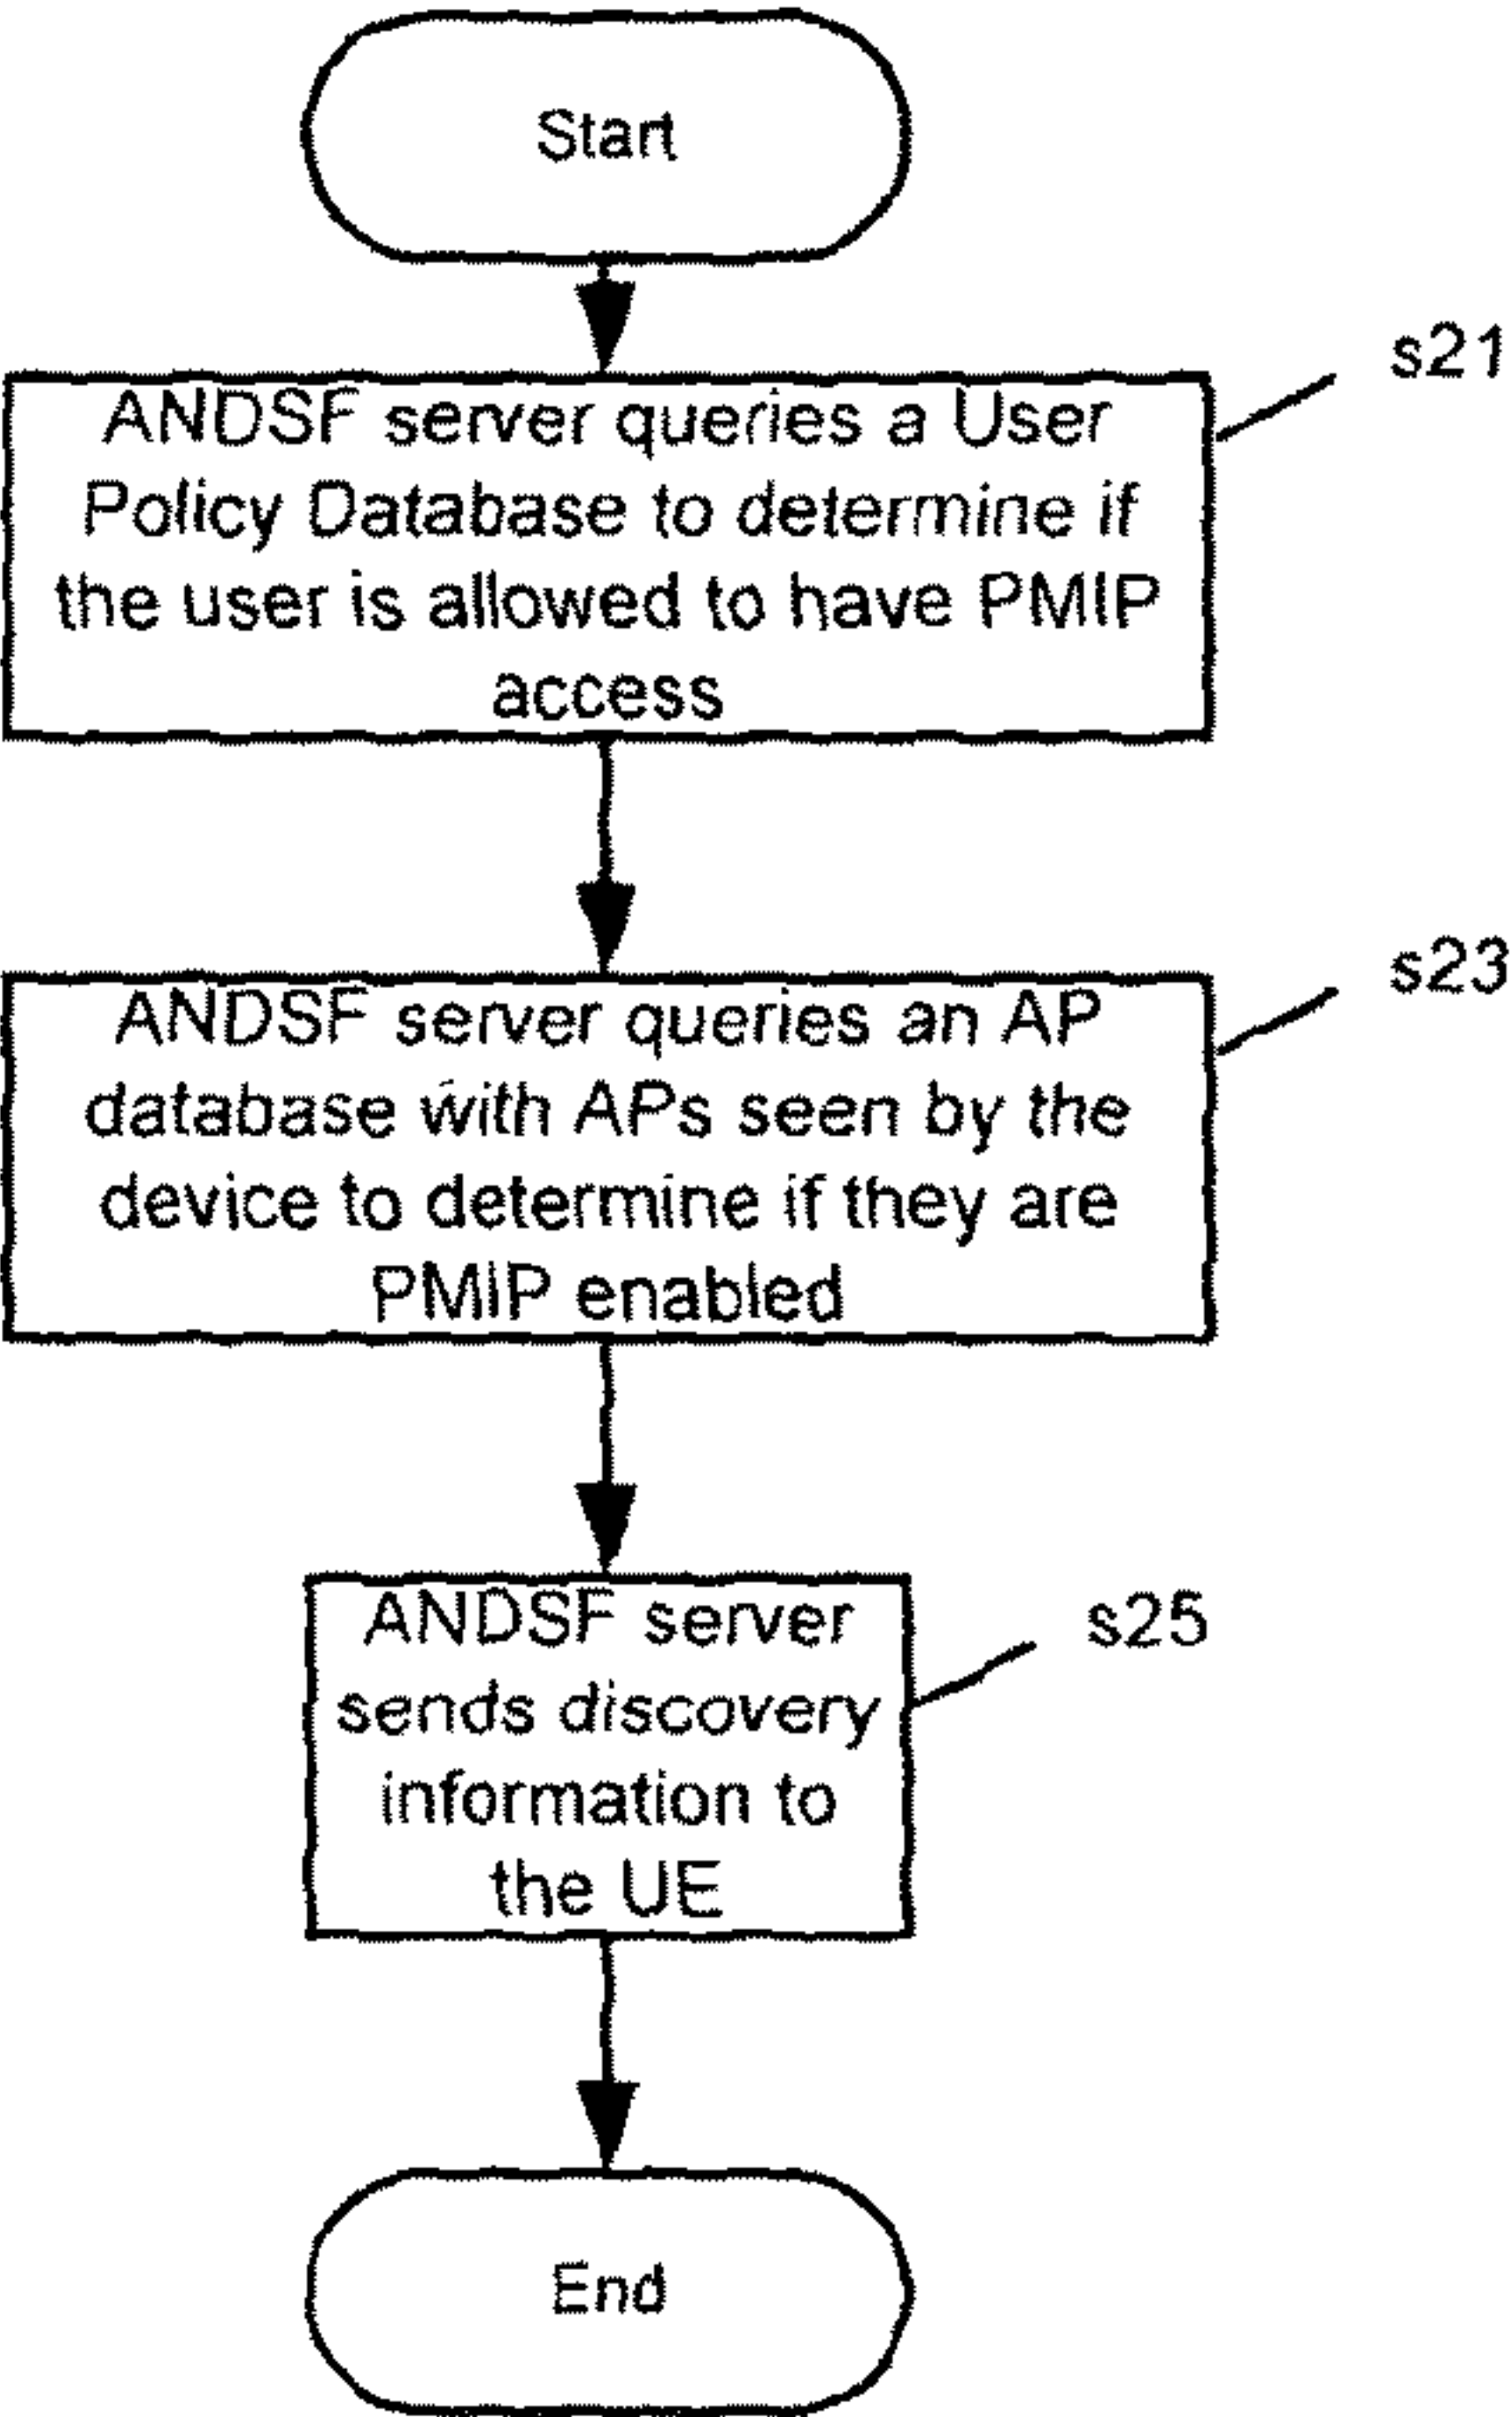 Start
s21
ANDSF server queries a User
Policy Database to determine if
the user is allowed to have PMIP
access
s23
ANDSF server queries an AP
database with APs seen by the
device to determine if they are
PMIP enabled
ANDSF server
s25
sends discovery
information to
the UE
End